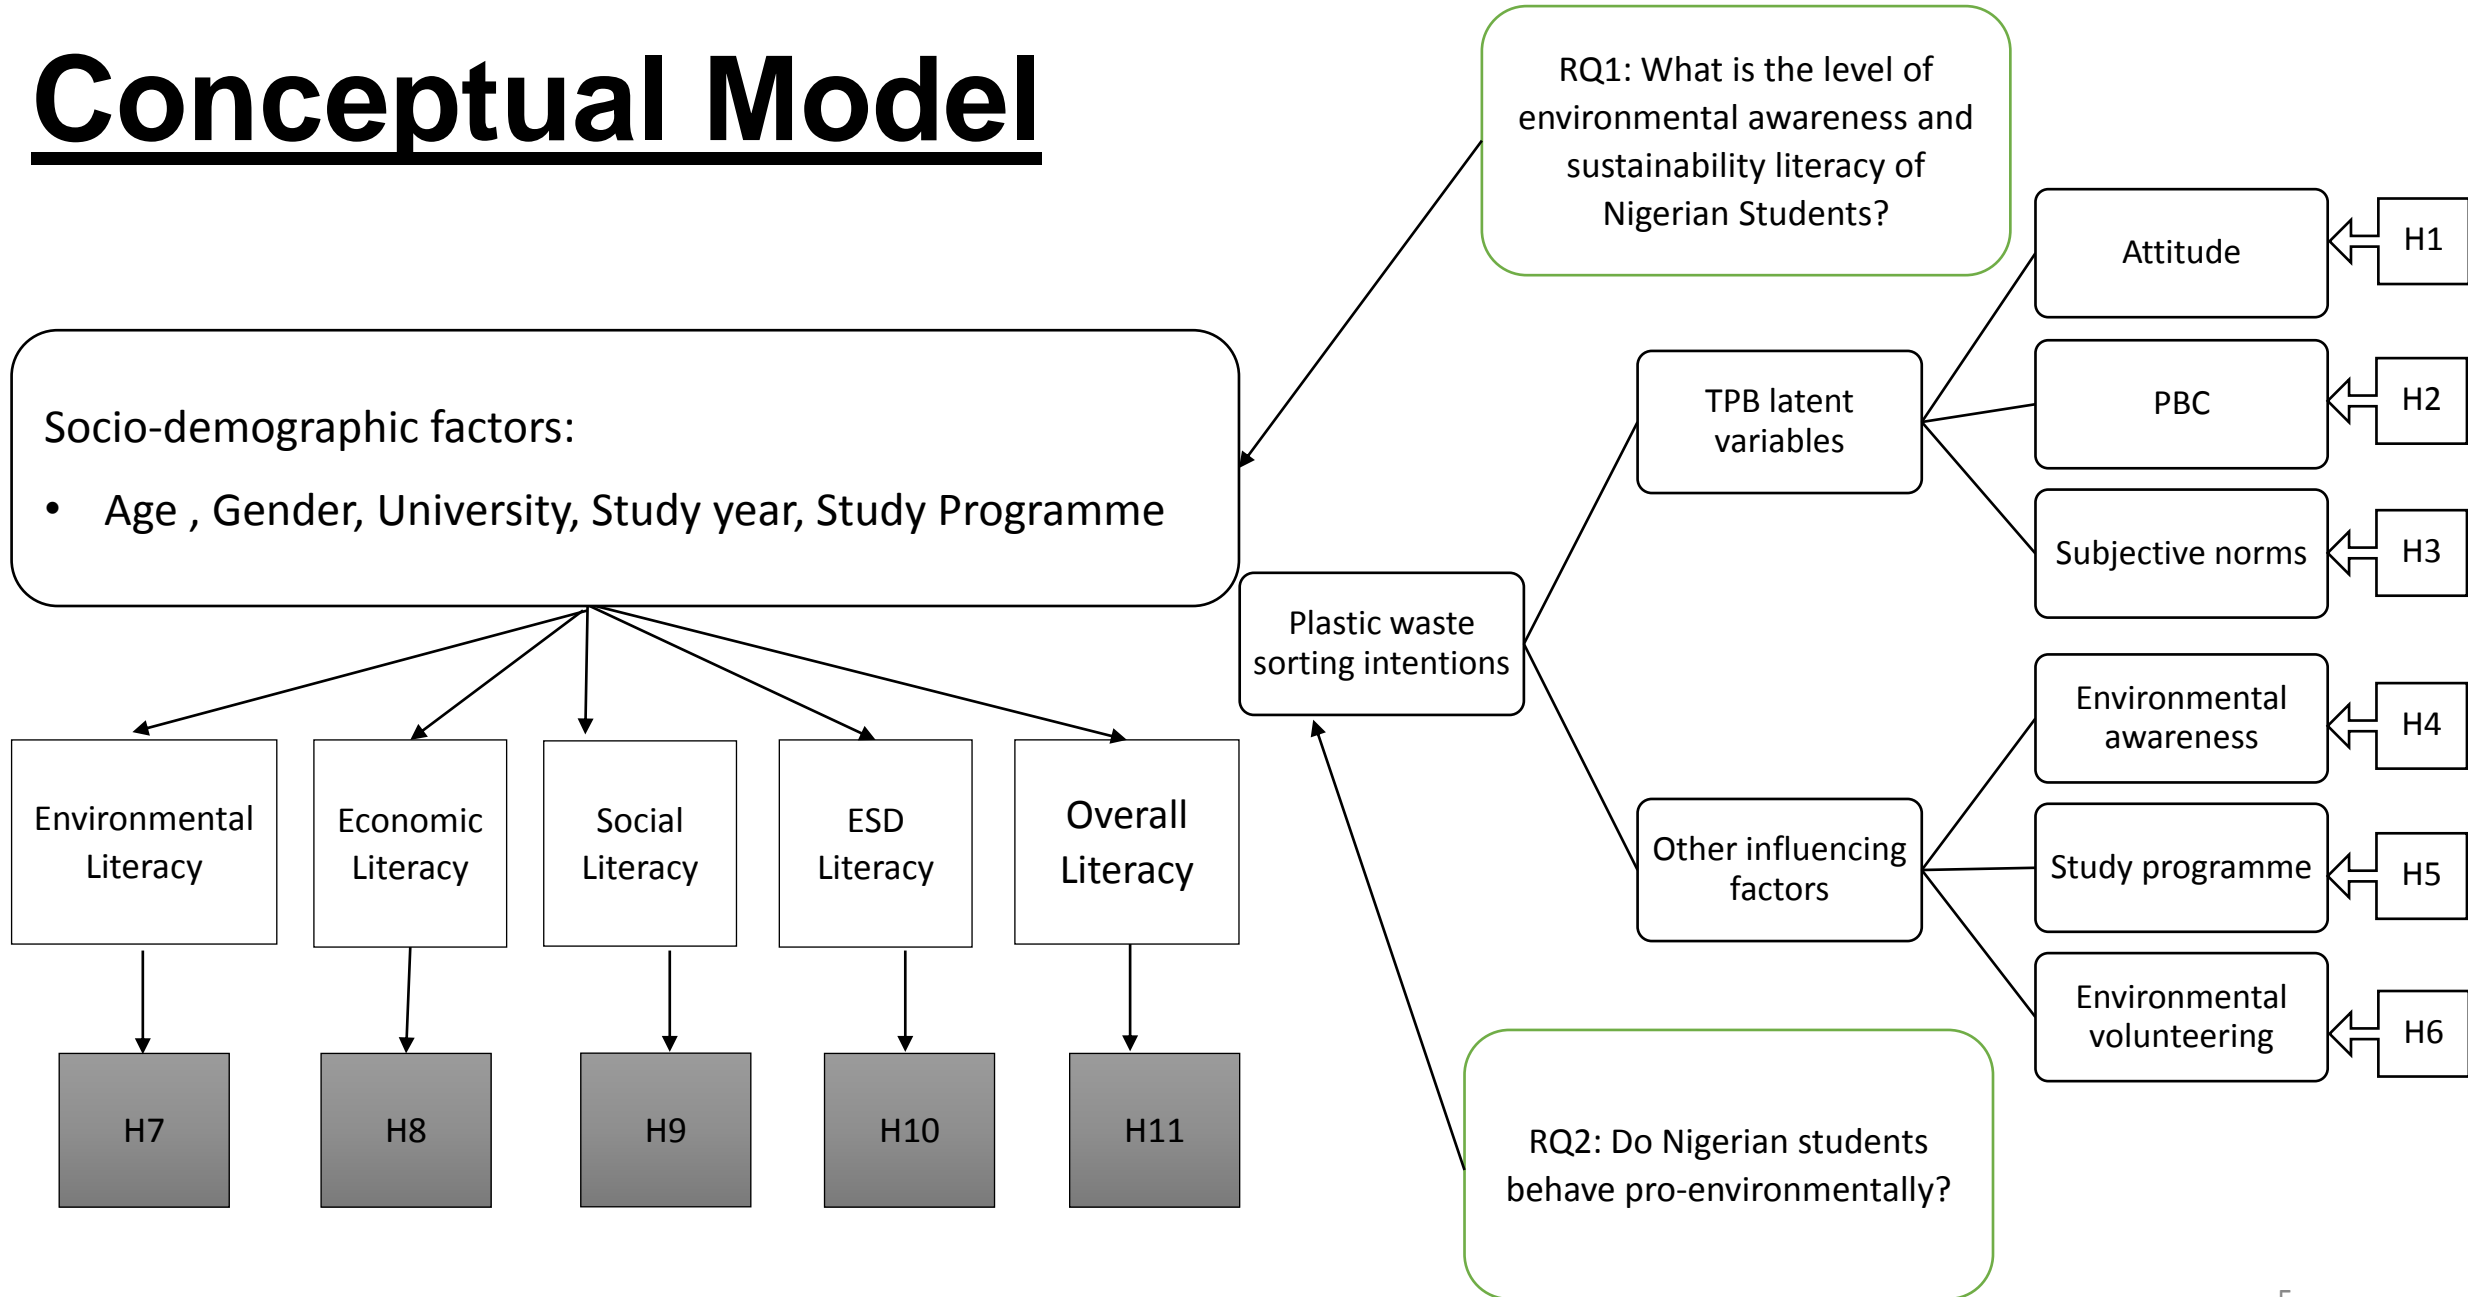 Conceptual Model
RQ1: What is the level of
environmental awareness and
sustainability literacy of
Nigerian Students?
Socio-demographic factors:
• Age , Gender, University, Study year, Study Programme
Environmental
Literacy
Economic
Literacy
Social
Literacy
ESD
Literacy
Overall
Literacy
H7
H8
H9
H10
H11
Plastic waste
sorting intentions
TPB latent
variables
Other influencing
factors
Attitude
H1
PBC
H2
Subjective norms
H3
Environmental
awareness
H4
Study programme
H5
Environmental
volunteering
H6
RQ2: Do Nigerian students
behave pro-environmentally?